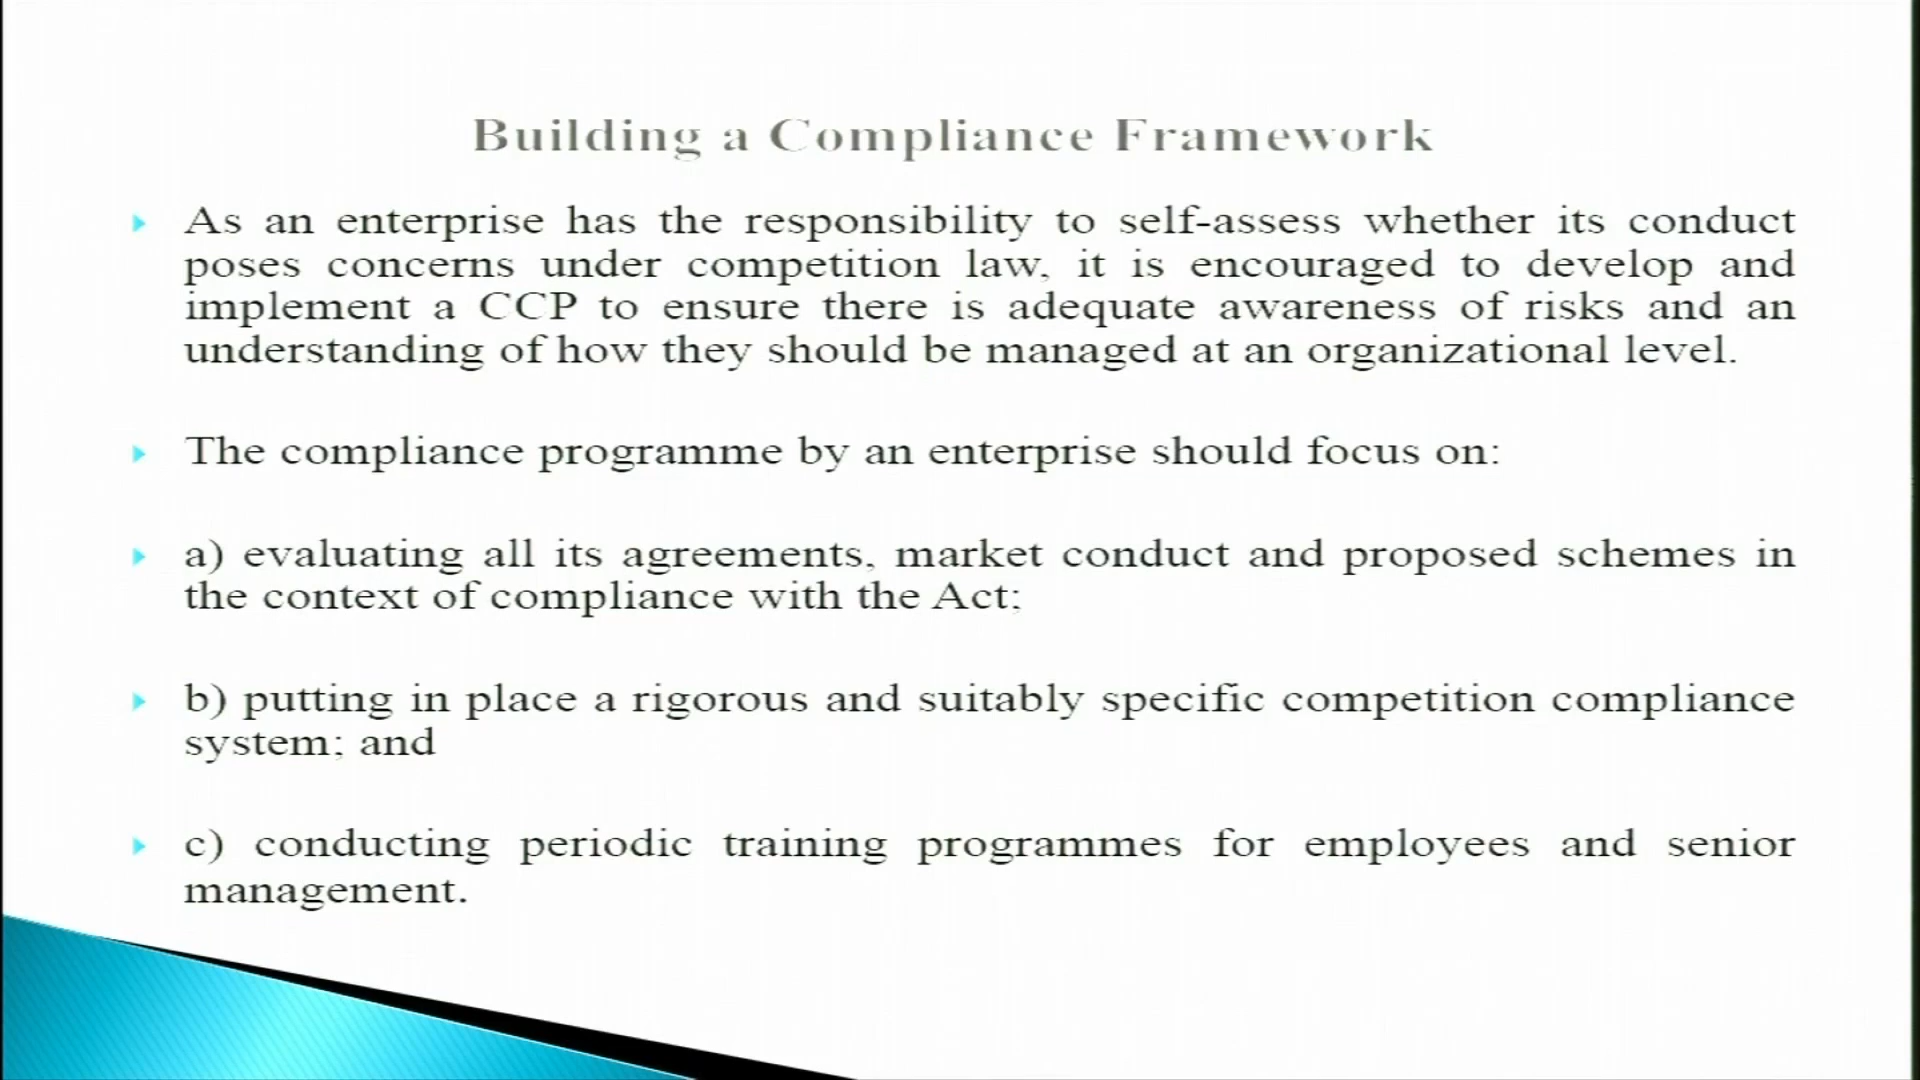 Building a Compliance Framework
As an enterprise has the responsibility to self-assess whether its conduct
poses concerns under competition law, it is encouraged to develop and
implement a CCP to ensure there is adequate awareness of risks and an
understanding of how they should be managed at an organizational level.
The compliance programme by an enterprise should focus on:
a) evaluating all its agreements, market conduct and proposed schemes in
the context of compliance with the Act;
b) putting in place a rigorous and suitably specific competition compliance
system; and
c) conducting periodic training programmes for employees and senior
management.